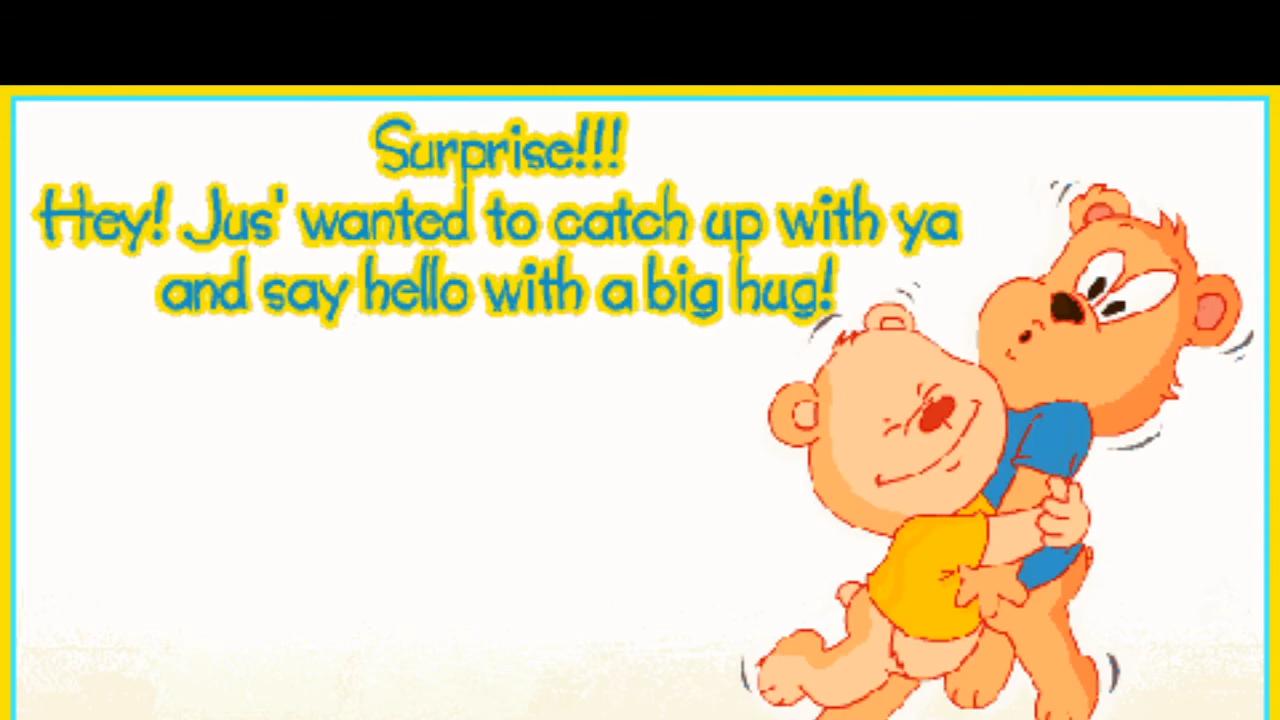 Surprise!!!
Hey! Jus' wanted to catch up with ya
and say hello with a big hug!